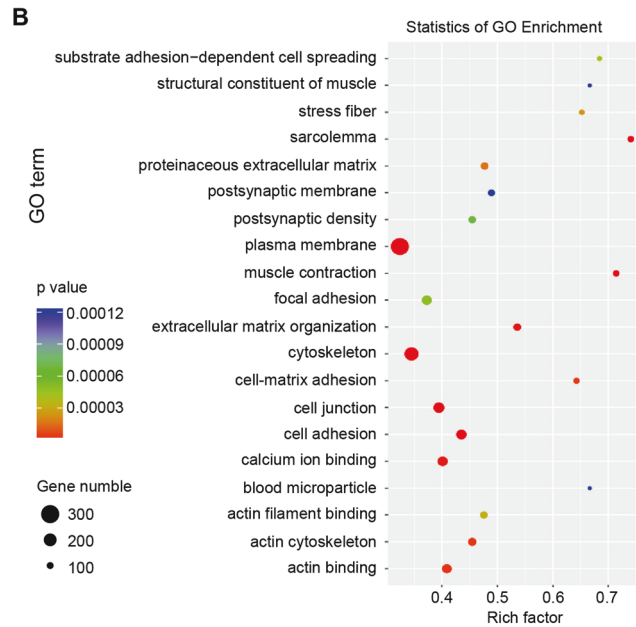 B
Statistics of GO Enrichment
substrate adhesion−dependent cell spreading
structural constituent of muscle
stress fiber
sarcolemma
proteinaceous extracellular matrix
postsynaptic membrane
postsynaptic density
plasma membrane
muscle contraction
focal adhesion
extracellular matrix organization
cytoskeleton
cell-matrix adhesion
cell junction
cell adhesion
calcium ion binding
blood microparticle
actin filament binding
actin cytoskeleton
actin binding
GO term
p value
0.00012
0.00009
0.00006
0.00003
Gene numble
300
200
100
0.4 0.5 0.6 0.7
Rich factor